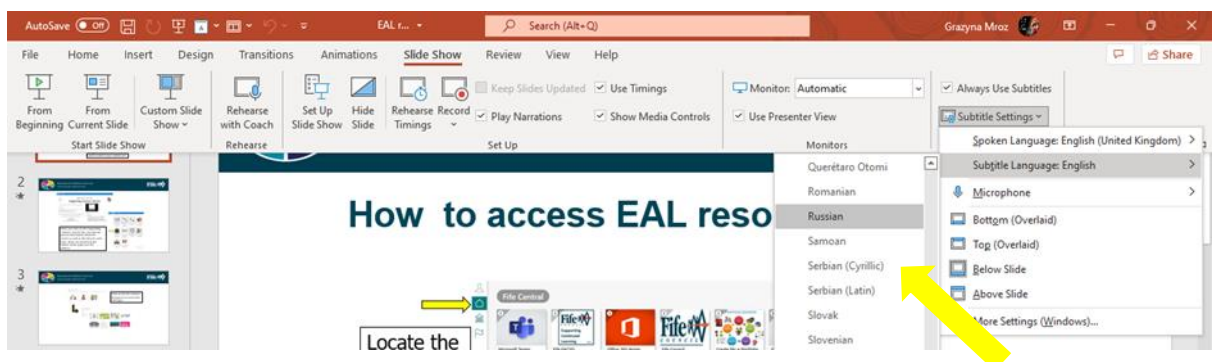 AutoSave Off EAL r... Search (Alt+Q) Grazyna Mroz
File Home Insert Design Transitions Animations Slide Show Review View Help Share
From Beginning
From Current Slide
Custom Slide Show
Rehearse with Coach
Set Up Slide Show
Hide Slide
Rehearse Timings
Record
Keep Slides Updated
Play Narrations
Use Timings
Show Media Controls
Monitor: Automatic
Use Presenter View
Always Use Subtitles
Subtitle Settings
Start Slide Show Rehearse Set Up Monitors
Spoken Language: English (United Kingdom)
Subtitle Language: English
Microphone
Bottom (Overlaid)
Top (Overlaid)
Below Slide
Above Slide
More Settings (Windows)...
Querétaro Otomi
Romanian
Russian
Samoan
Serbian (Cyrillic)
Serbian (Latin)
Slovak
Slovenian
2
3
How to access EAL reso
Fife Central
Fife
Fife
Locate the